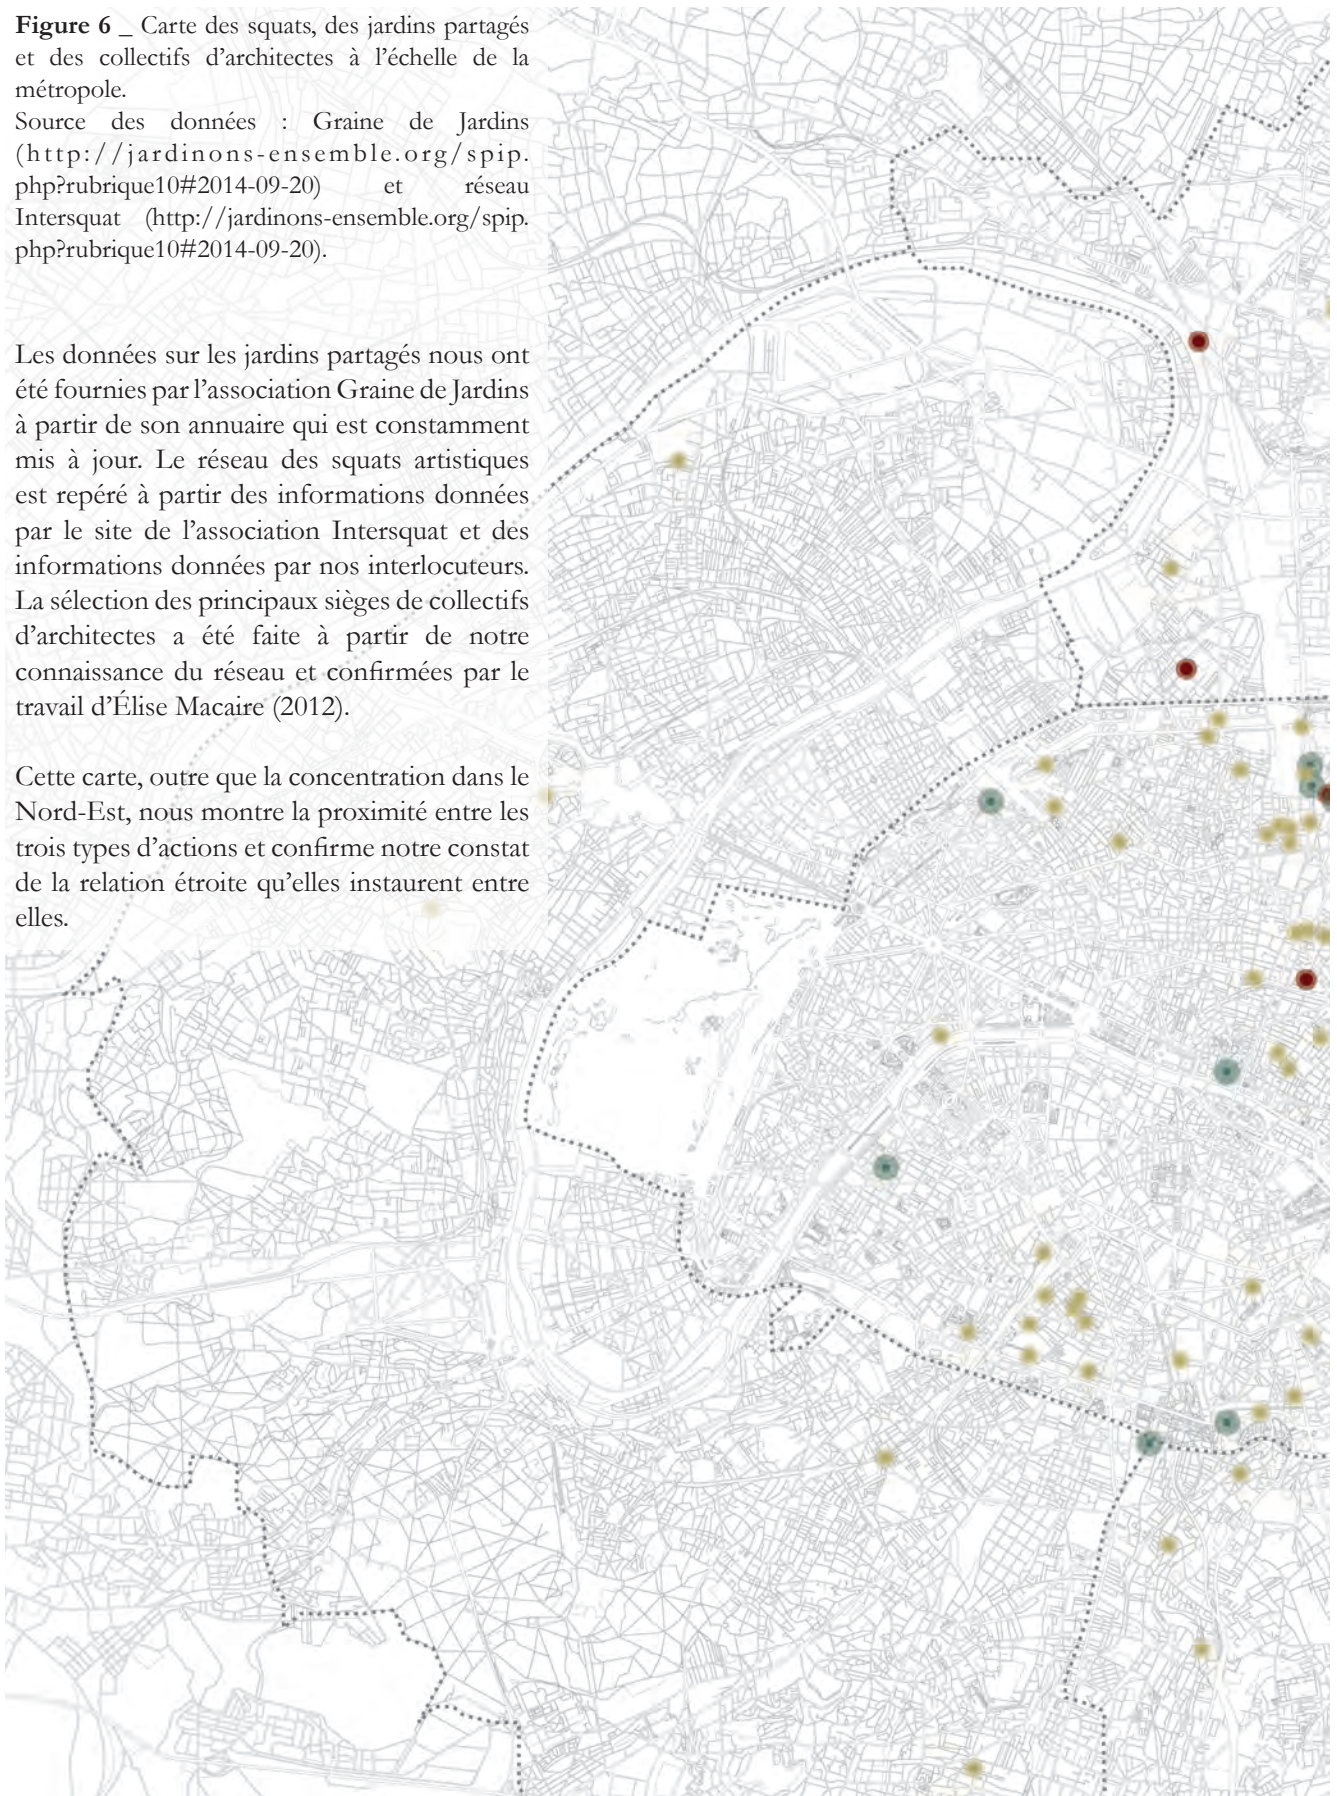 Figure 6 _ Carte des squats, des jardins partagés
et des collectifs d'architectes à l'échelle de la
métropole.
Source des données : Graine de Jardins
(http://jardinons-ensemble.org/spip.
php?rubrique10#2014-09-20) et réseau
Intersquat (http://jardinons-ensemble.org/spip.
php?rubrique10#2014-09-20).
Les données sur les jardins partagés nous ont
été fournies par l'association Graine de Jardins
à partir de son annuaire qui est constamment
mis à jour. Le réseau des squats artistiques
est repéré à partir des informations données
par le site de l'association Intersquat et des
informations données par nos interlocuteurs.
La sélection des principaux sièges de collectifs
d'architectes a été faite à partir de notre
connaissance du réseau et confirmées par le
travail d'Élise Macaire (2012).
Cette carte, outre que la concentration dans le
Nord-Est, nous montre la proximité entre les
trois types d'actions et confirme notre constat
de la relation étroite qu'elles instaurent entre
elles.